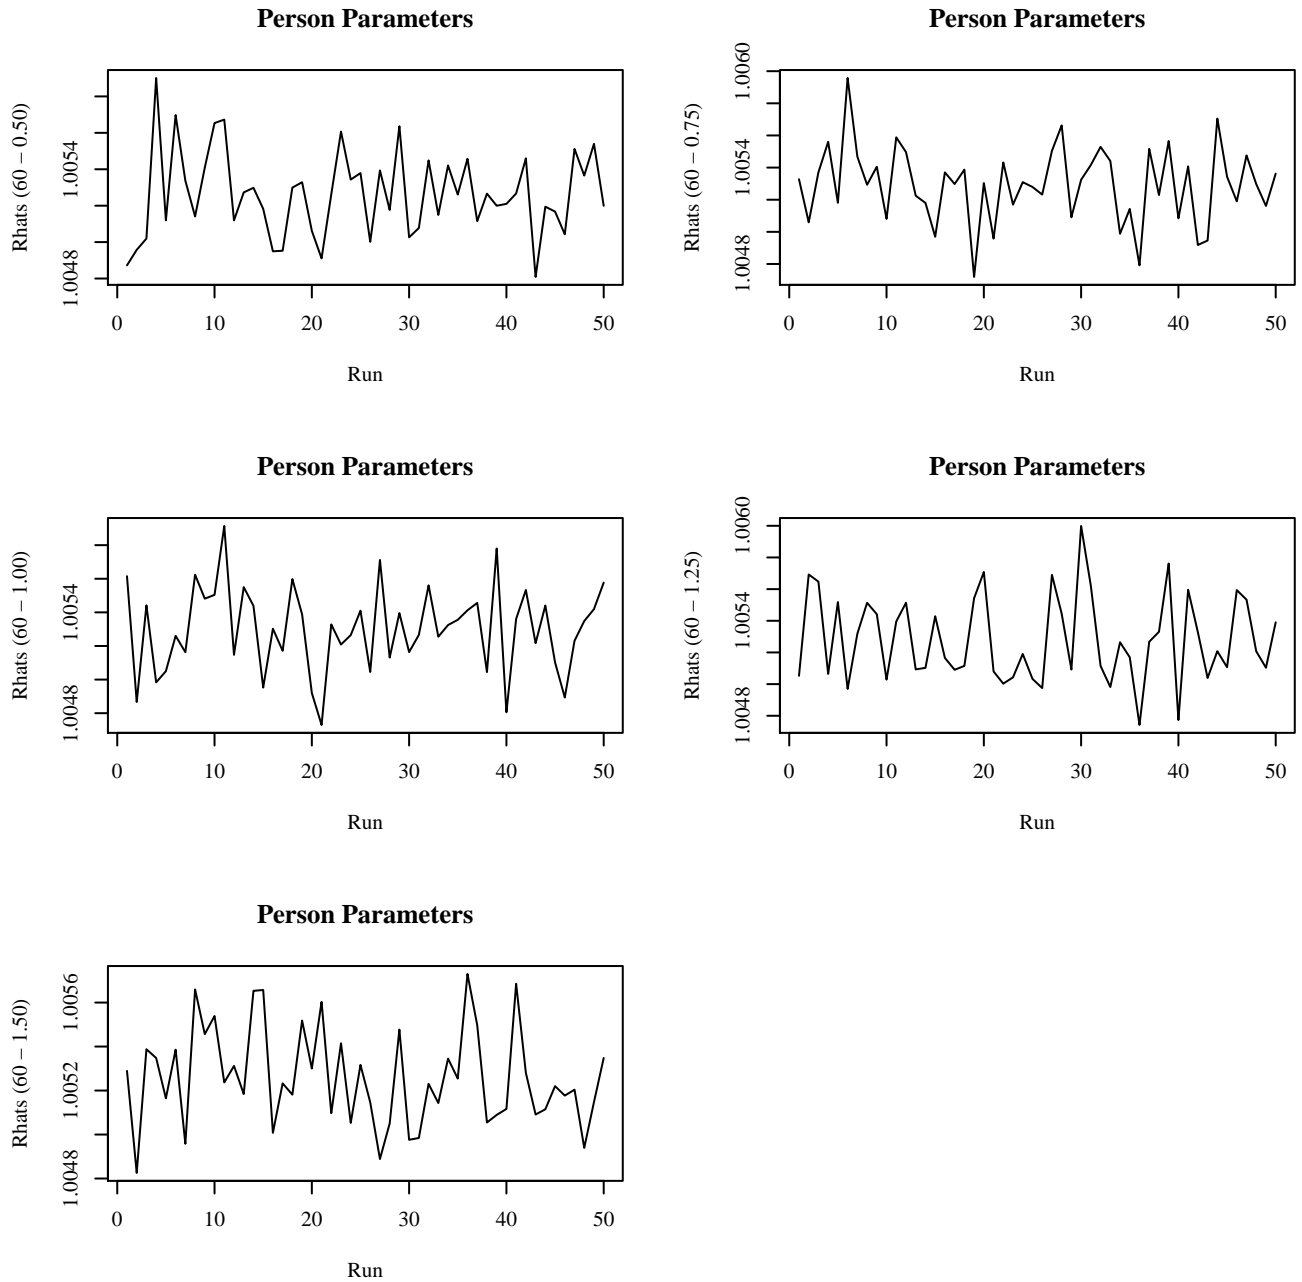 Person Parameters
Rhats (60 − 0.50)
1.0054
1.0048
0 10 20 30 40 50
Run
Person Parameters
Rhats (60 − 0.75)
1.0060
1.0054
1.0048
0 10 20 30 40 50
Run
Person Parameters
Rhats (60 − 1.00)
1.0054
1.0048
0 10 20 30 40 50
Run
Person Parameters
Rhats (60 − 1.25)
1.0060
1.0054
1.0048
0 10 20 30 40 50
Run
Person Parameters
Rhats (60 − 1.50)
1.0056
1.0052
1.0048
0 10 20 30 40 50
Run